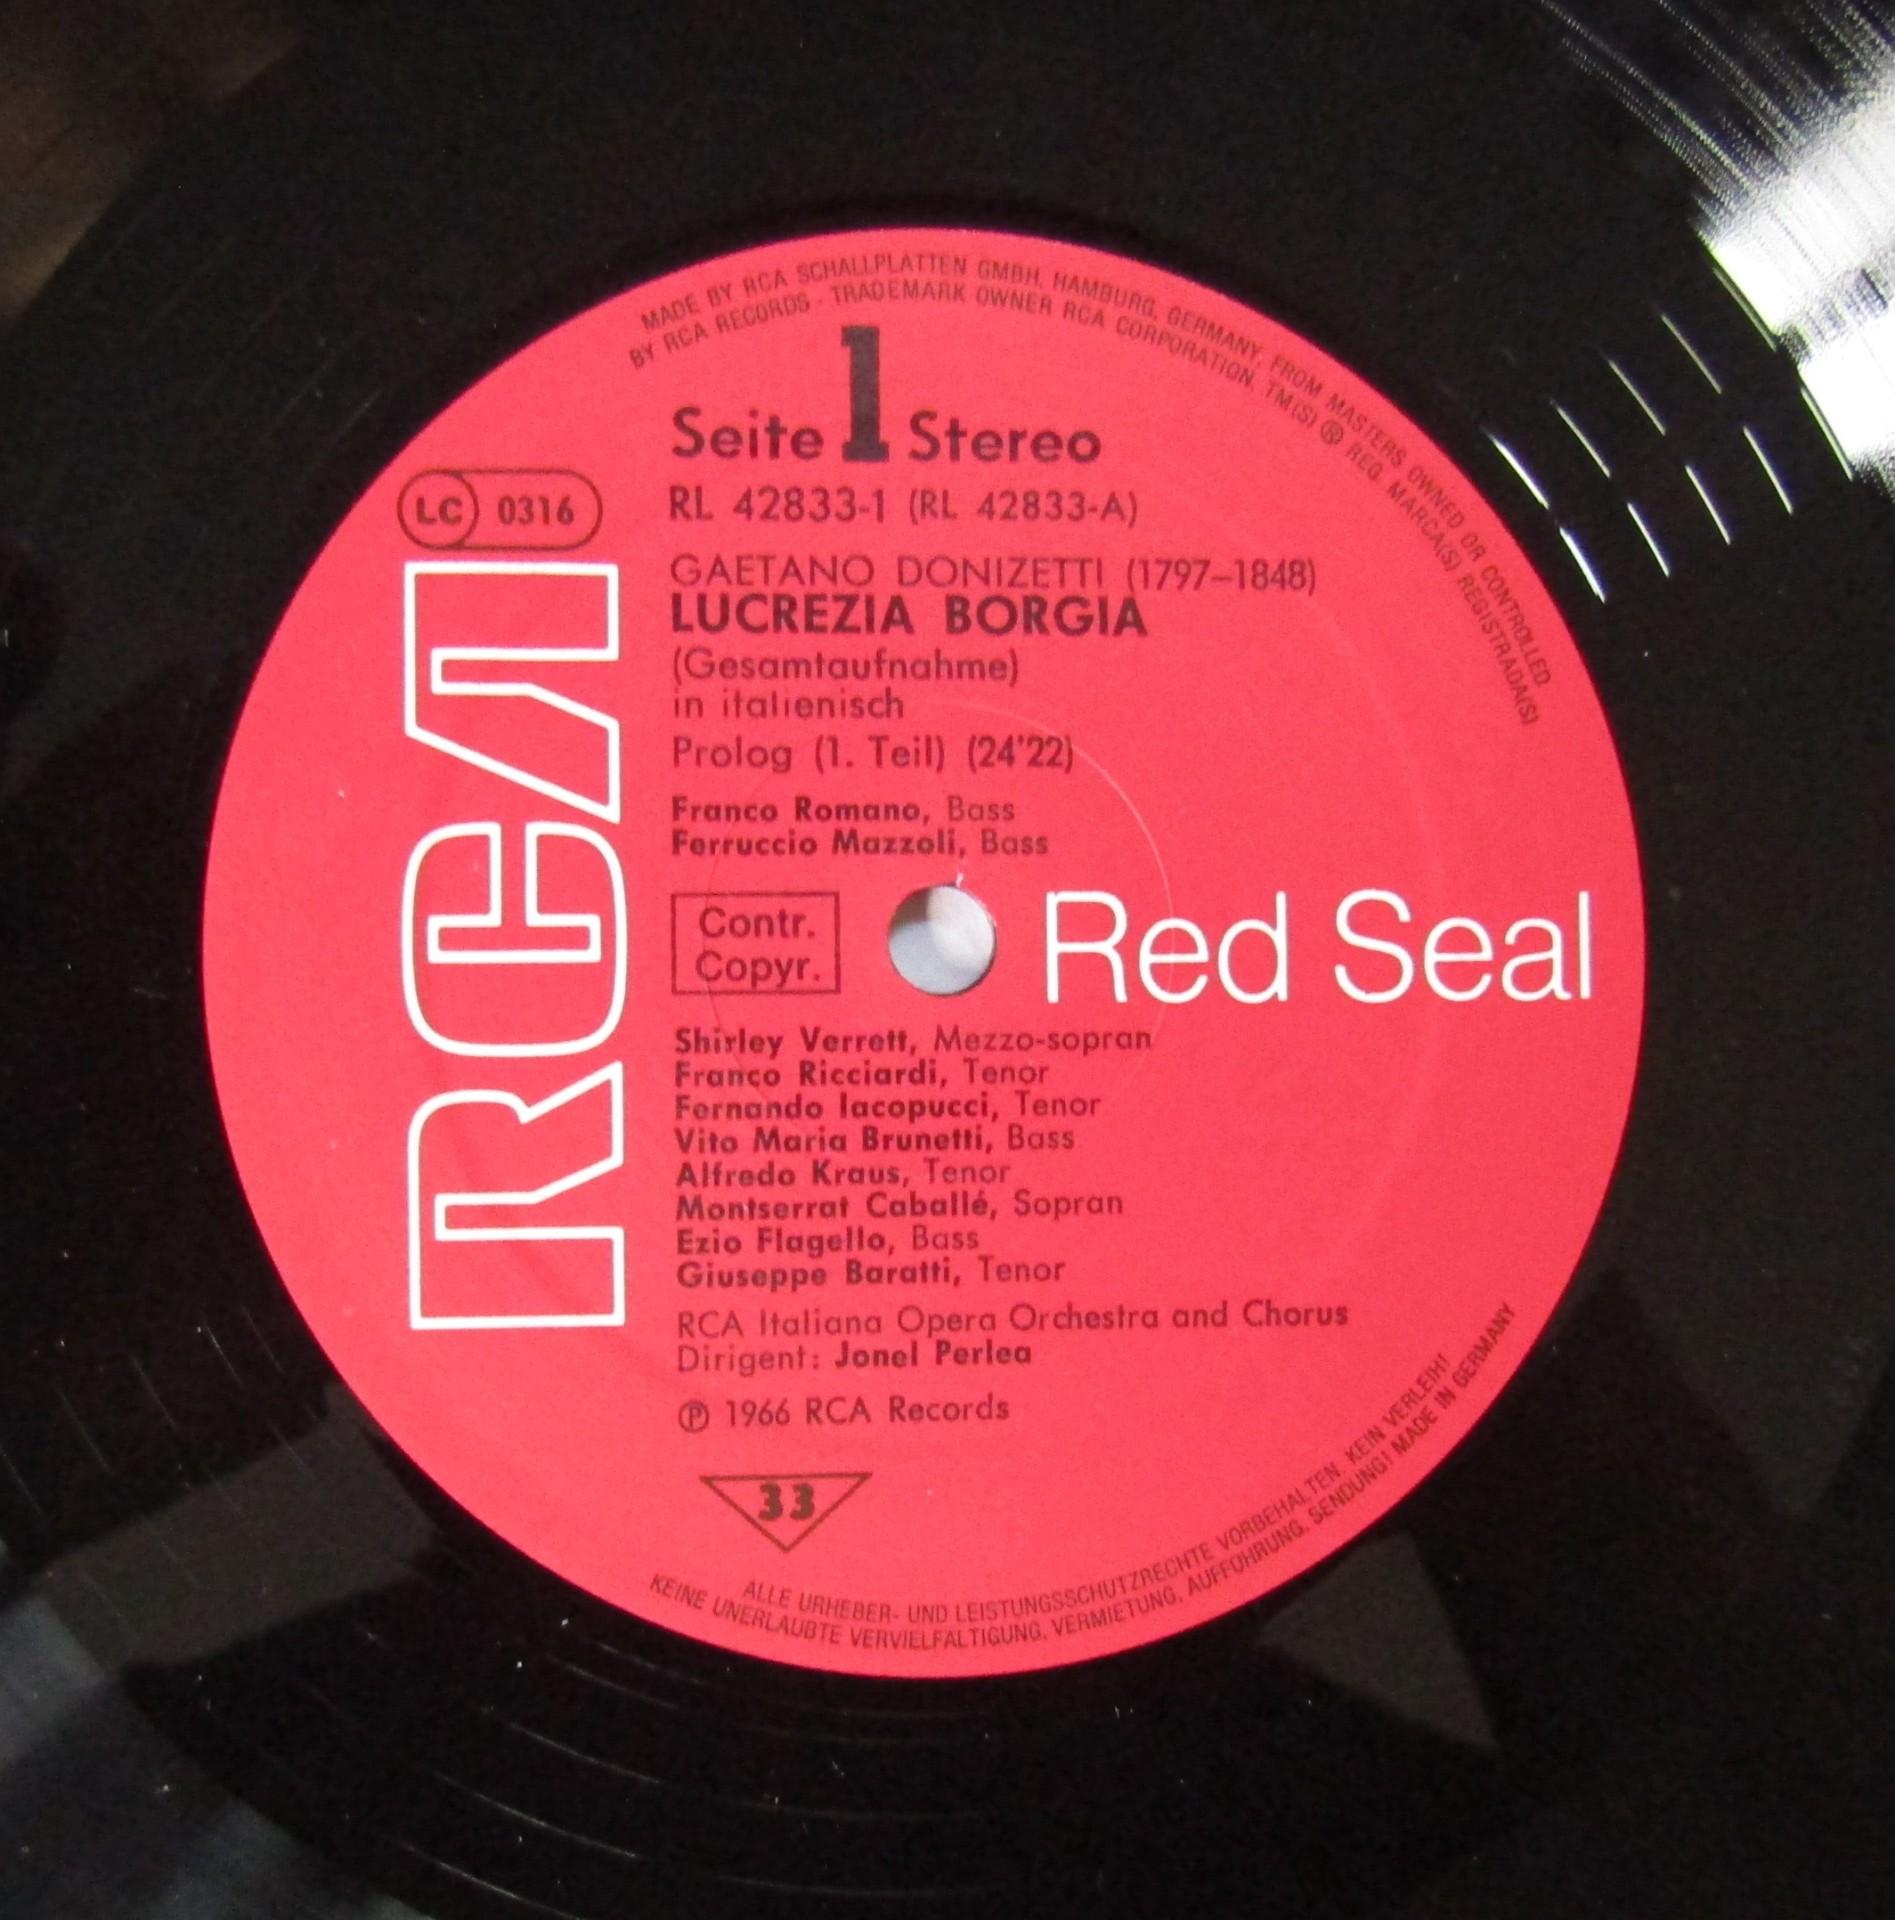 MADE BY RCA SCHALLPLATTEN GMBH, HAMBURG, GERMANY, FROM MASTERS OWNED OR CONTROLLED
BY RCA RECORDS · TRADEMARK OWNER RCA CORPORATION. TM(S) ® REG. MARCA(S) REGISTRADA(S)
Seite 1 Stereo
LC 0316
RL 42833-1 (RL 42833-A)
GAETANO DONIZETTI (1797–1848)
LUCREZIA BORGIA
(Gesamtaufnahme)
in italienisch
Prolog (1. Teil) (24'22)
Franco Romano, Bass
Ferruccio Mazzoli, Bass
RCA
Contr.
Copyr.
Red Seal
Shirley Verrett, Mezzo-sopran
Franco Ricciardi, Tenor
Fernando Iacopucci, Tenor
Vito Maria Brunetti, Bass
Alfredo Kraus, Tenor
Montserrat Caballé, Sopran
Ezio Flagello, Bass
Giuseppe Baratti, Tenor
RCA Italiana Opera Orchestra and Chorus
Dirigent: Jonel Perlea
℗ 1966 RCA Records
33
ALLE URHEBER- UND LEISTUNGSSCHUTZRECHTE VORBEHALTEN. KEIN VERLEIH!
KEINE UNERLAUBTE VERVIELFÄLTIGUNG, VERMIETUNG, AUFFÜHRUNG, SENDUNG! MADE IN GERMANY